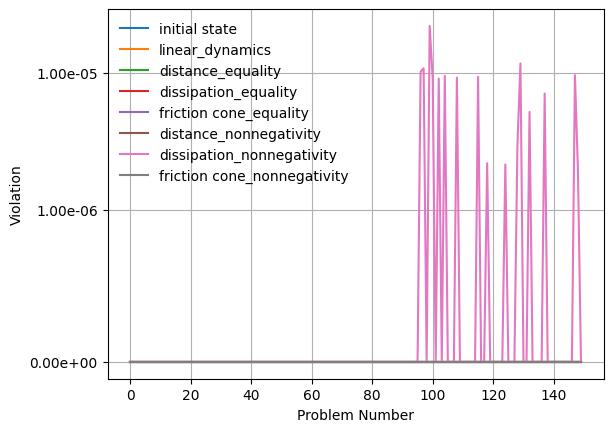 initial state
linear_dynamics
distance_equality
dissipation_equality
friction cone_equality
distance_nonnegativity
dissipation_nonnegativity
friction cone_nonnegativity
1.00e-05
1.00e-06
0.00e+00
Violation
0 20 40 60 80 100 120 140
Problem Number